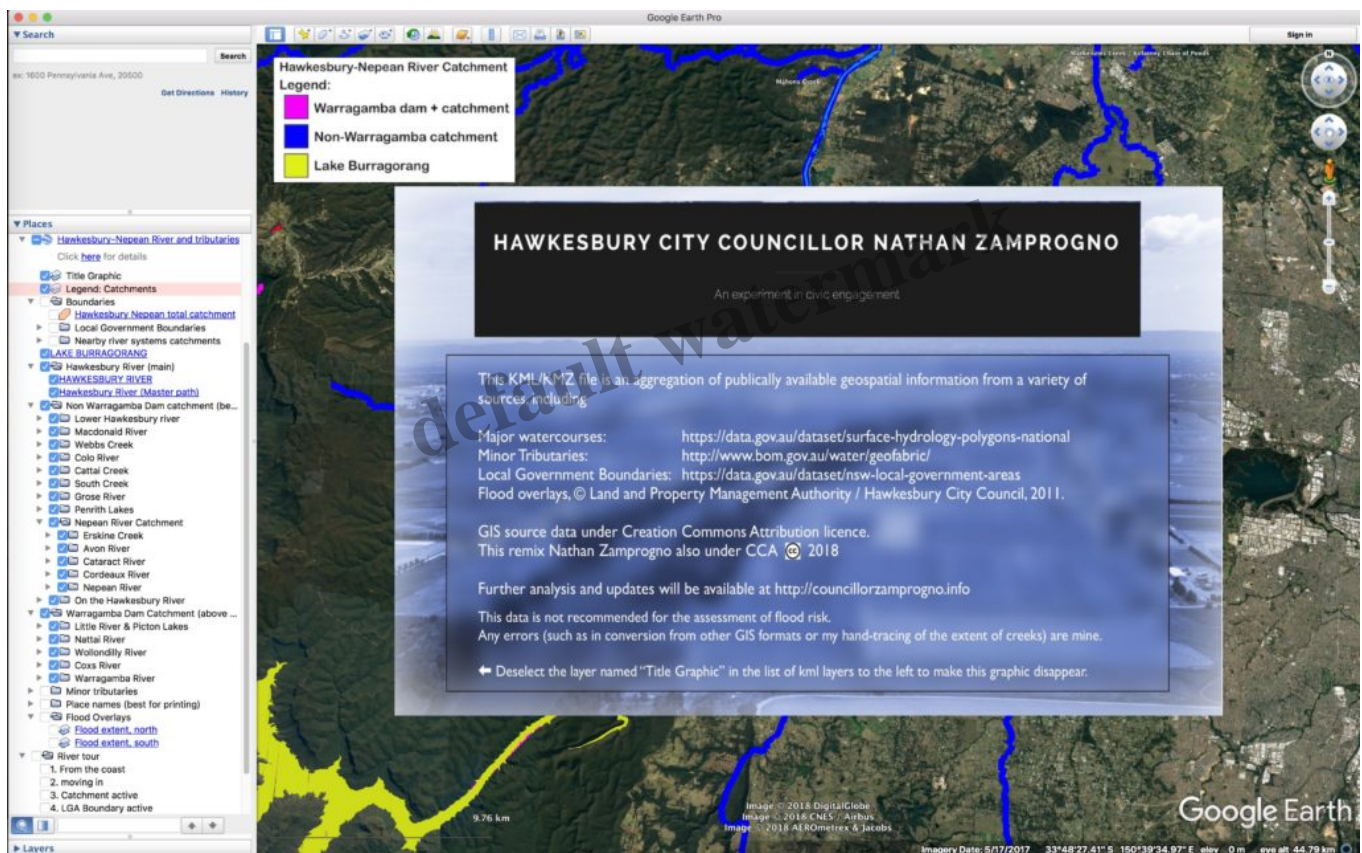 Google Earth Pro
▼ Search
Search
ex: 1600 Pennsylvania Ave, 20500
Get Directions History
▼ Places
Hawkesbury-Nepean River and tributaries
Click here for details
Title Graphic
Legend: Catchments
Boundaries
Hawkesbury Nepean total catchment
Local Government Boundaries
Nearby river systems catchments
LAKE BURRAGORANG
Hawkesbury River (main)
HAWKESBURY RIVER
Hawkesbury River (Master path)
Non Warragamba Dam catchment (be...
Lower Hawkesbury river
Macdonald River
Webbs Creek
Colo River
Cattai Creek
South Creek
Grose River
Penrith Lakes
Nepean River Catchment
Erskine Creek
Avon River
Cataract River
Cordeaux River
Nepean River
On the Hawkesbury River
Warragamba Dam Catchment (above ...
Little River & Picton Lakes
Nattai River
Wollondilly River
Coxs River
Warragamba River
Minor tributaries
Place names (best for printing)
Flood Overlays
Flood extent, north
Flood extent, south
River tour
1. From the coast
2. moving in
3. Catchment active
4. LGA Boundary active
▶ Layers
Sign in
Hawkesbury-Nepean River Catchment
Legend:
Warragamba dam + catchment
Non-Warragamba catchment
Lake Burragorang
N
HAWKESBURY CITY COUNCILLOR NATHAN ZAMPROGNO
An experiment in civic engagement
This KML/KMZ file is an aggregation of publically available geospatial information from a variety of
sources, including
Major watercourses: https://data.gov.au/dataset/surface-hydrology-polygons-national
Minor Tributaries: http://www.bom.gov.au/water/geofabric/
Local Government Boundaries: https://data.gov.au/dataset/nsw-local-government-areas
Flood overlays, © Land and Property Management Authority / Hawkesbury City Council, 2011.
GIS source data under Creation Commons Attribution licence.
This remix Nathan Zamprogno also under CCA cc 2018
Further analysis and updates will be available at http://councillorzamprogno.info
This data is not recommended for the assessment of flood risk.
Any errors (such as in conversion from other GIS formats or my hand-tracing of the extent of creeks) are mine.
← Deselect the layer named "Title Graphic" in the list of kml layers to the left to make this graphic disappear.
default watermark
9.76 km
Image © 2018 DigitalGlobe
Image © 2018 CNES / Airbus
Image © 2018 AEROmetrex & Jacobs
Google Earth
Imagery Date: 5/17/2017 33°48'27.41" S 150°39'34.97" E elev 0 m eye alt 44.79 km